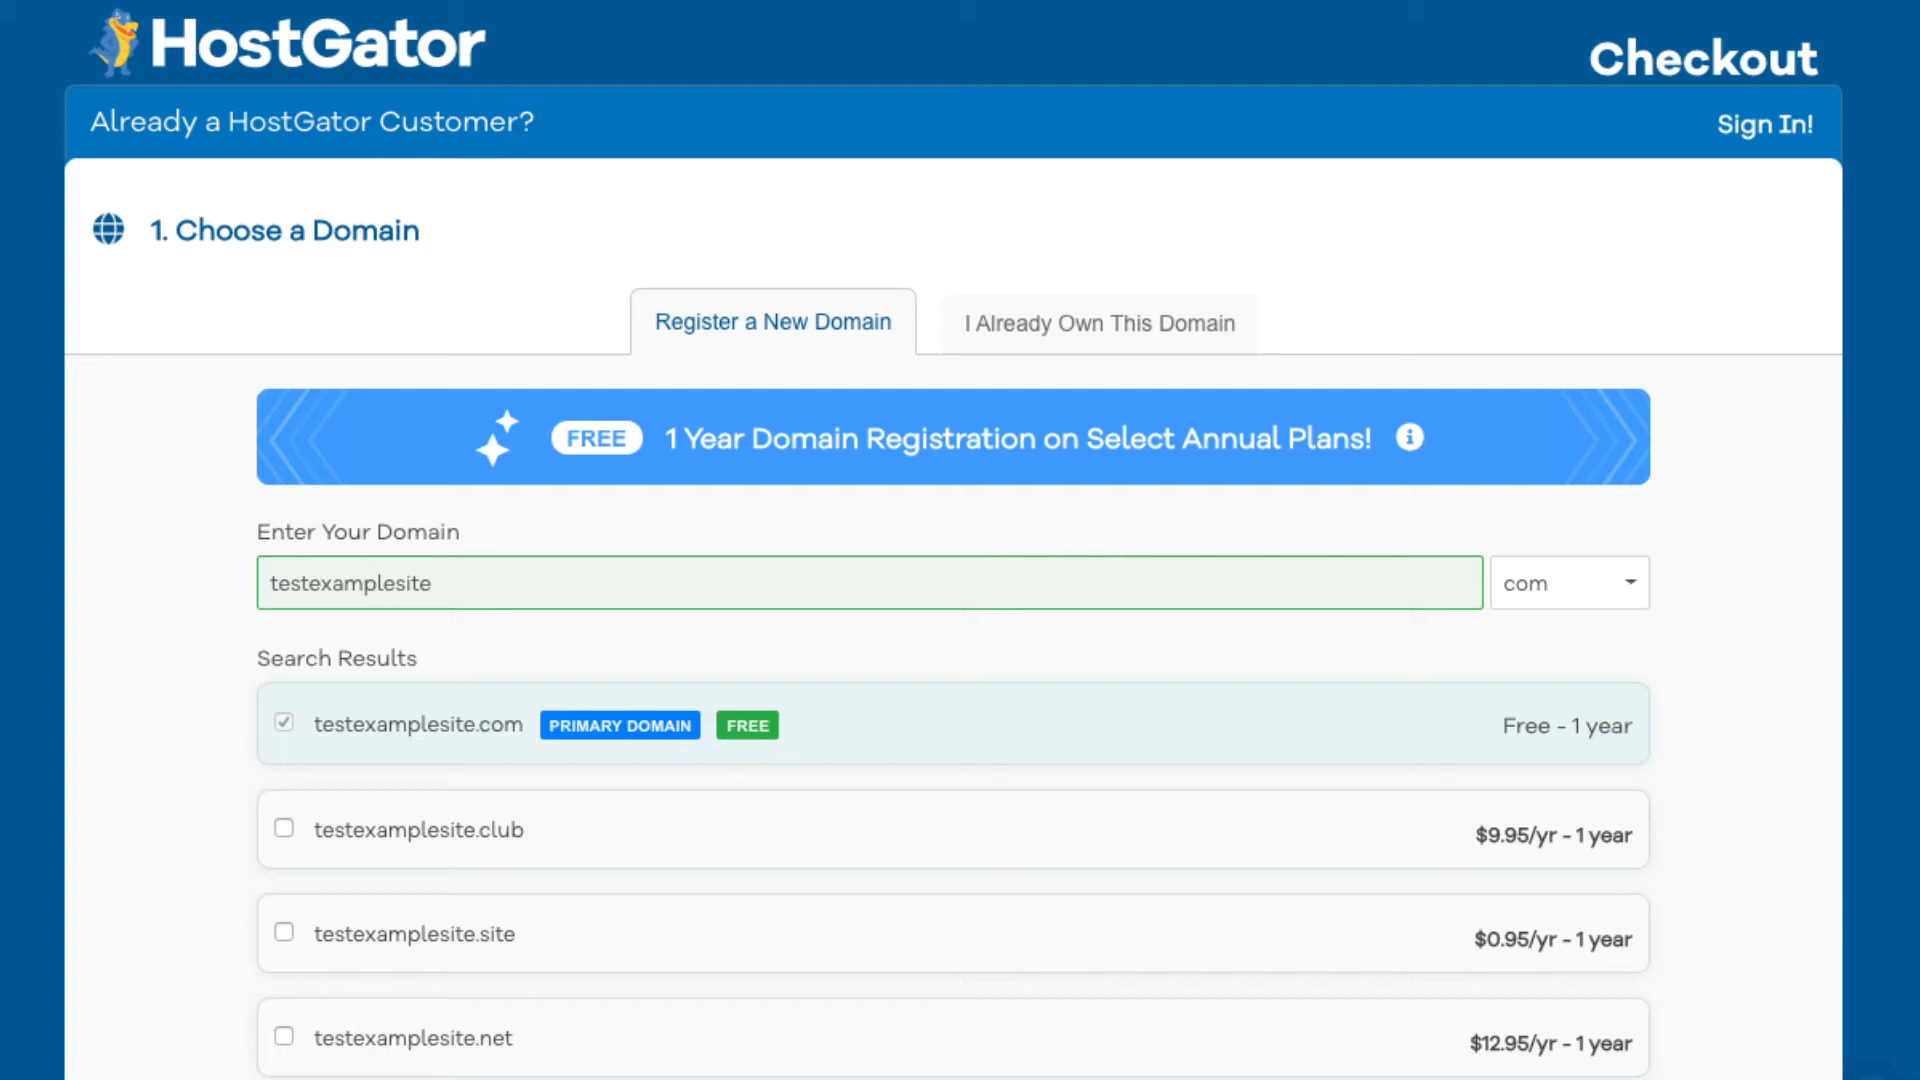 HostGator
Checkout
Already a HostGator Customer?
Sign In!
1. Choose a Domain
Register a New Domain
I Already Own This Domain
FREE 1 Year Domain Registration on Select Annual Plans!
Enter Your Domain
testexamplesite
com
Search Results
testexamplesite.com PRIMARY DOMAIN FREE Free - 1 year
testexamplesite.club $9.95/yr - 1 year
testexamplesite.site $0.95/yr - 1 year
testexamplesite.net $12.95/yr - 1 year